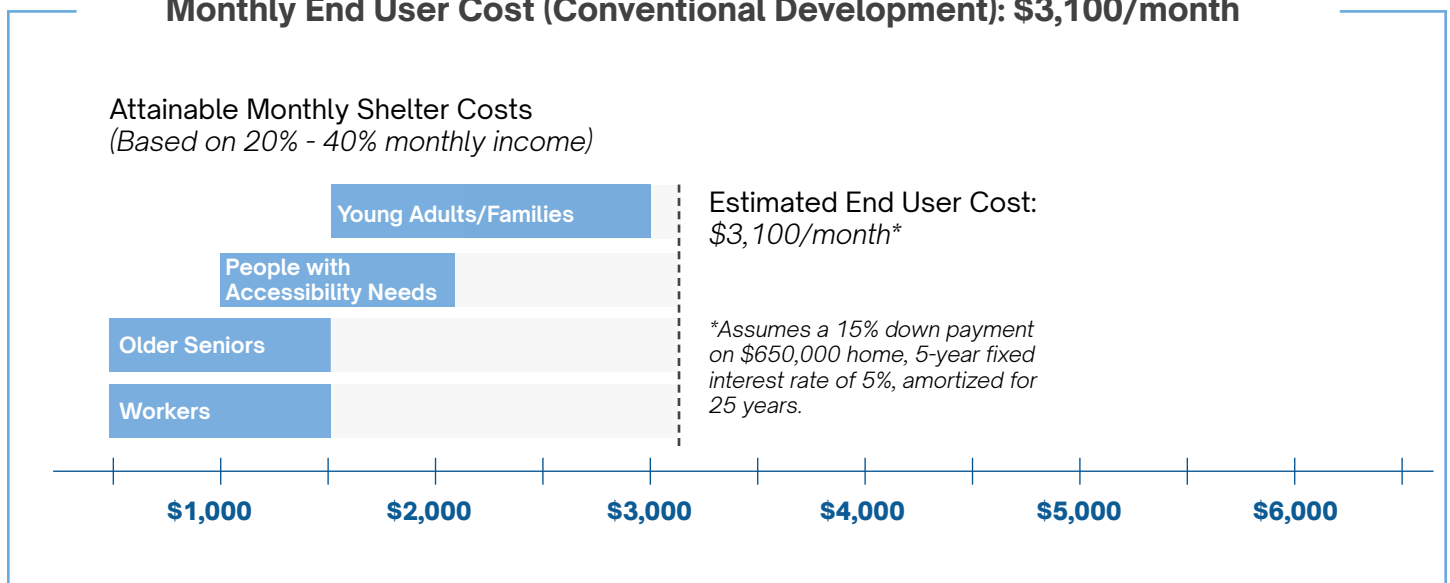 Monthly End User Cost (Conventional Development): $3,100/month
Attainable Monthly Shelter Costs
(Based on 20% - 40% monthly income)
Young Adults/Families
Estimated End User Cost:
$3,100/month*
People with
Accessibility Needs
Older Seniors
*Assumes a 15% down payment
on $650,000 home, 5-year fixed
interest rate of 5%, amortized for
25 years.
Workers
$1,000
$2,000
$3,000
$4,000
$5,000
$6,000